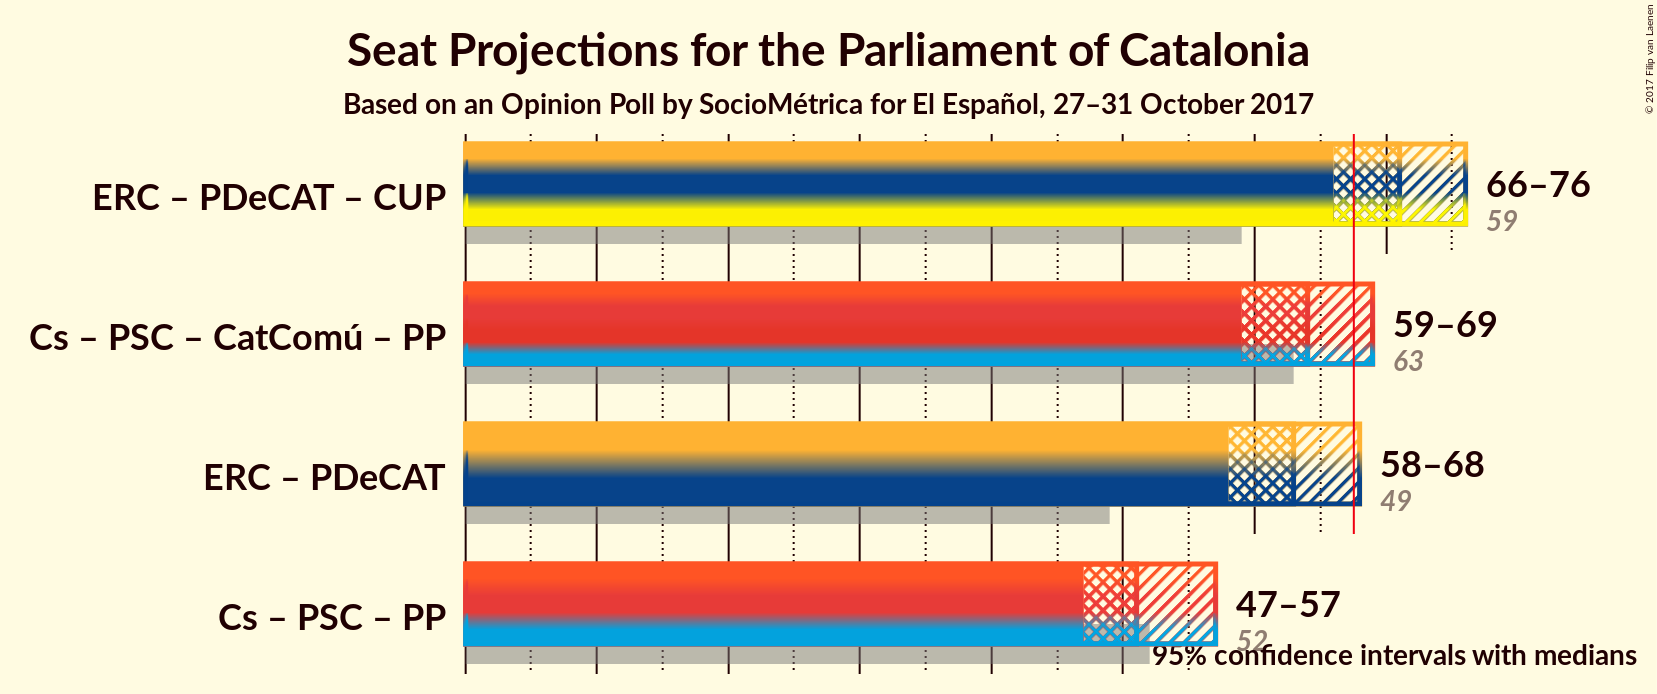 Seat Projections for the Parliament of Catalonia
Based on an Opinion Poll by SocioMétrica for El Español, 27–31 October 2017
© 2017 Filip van Laenen
ERC – PDeCAT – CUP
66–76
59
Cs – PSC – CatComú – PP
59–69
63
ERC – PDeCAT
58–68
49
Cs – PSC – PP
47–57
52
95% confidence intervals with medians